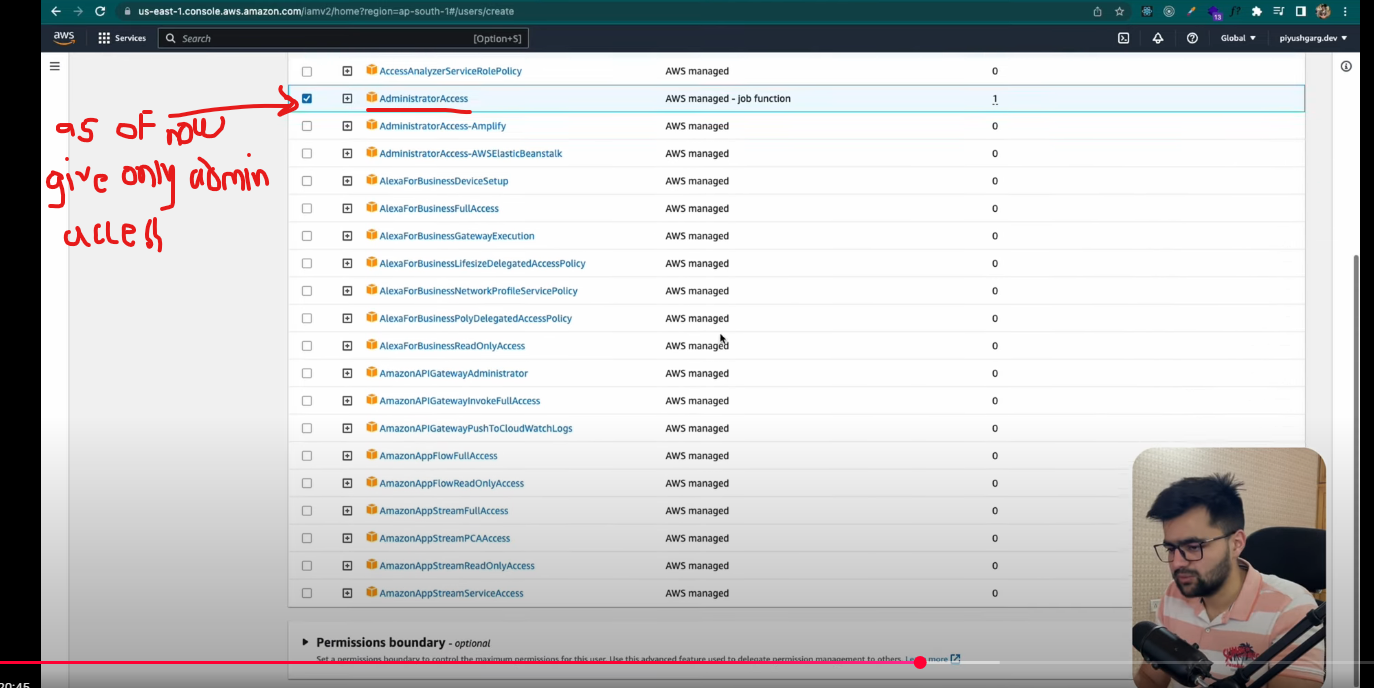 us-east-1.console.aws.amazon.com/iamv2/home?region=ap-south-1#/users/create
13
f?
aws
Services
Search
[Option+S]
Global
piyushgarg.dev
AccessAnalyzerServiceRolePolicy AWS managed 0
AdministratorAccess AWS managed - job function 1
AdministratorAccess-Amplify AWS managed 0
AdministratorAccess-AWSElasticBeanstalk AWS managed 0
AlexaForBusinessDeviceSetup AWS managed 0
AlexaForBusinessFullAccess AWS managed 0
AlexaForBusinessGatewayExecution AWS managed 0
AlexaForBusinessLifesizeDelegatedAccessPolicy AWS managed 0
AlexaForBusinessNetworkProfileServicePolicy AWS managed 0
AlexaForBusinessPolyDelegatedAccessPolicy AWS managed 0
AlexaForBusinessReadOnlyAccess AWS managed 0
AmazonAPIGatewayAdministrator AWS managed 0
AmazonAPIGatewayInvokeFullAccess AWS managed 0
AmazonAPIGatewayPushToCloudWatchLogs AWS managed 0
AmazonAppFlowFullAccess AWS managed 0
AmazonAppFlowReadOnlyAccess AWS managed 0
AmazonAppStreamFullAccess AWS managed 0
AmazonAppStreamPCAAccess AWS managed 0
AmazonAppStreamReadOnlyAccess AWS managed 0
AmazonAppStreamServiceAccess AWS managed 0
as of now
give only admin
access
Permissions boundary - optional
Set a permissions boundary to control the maximum permissions for this user. Use this advanced feature used to delegate permission management to others. Learn more
20:45